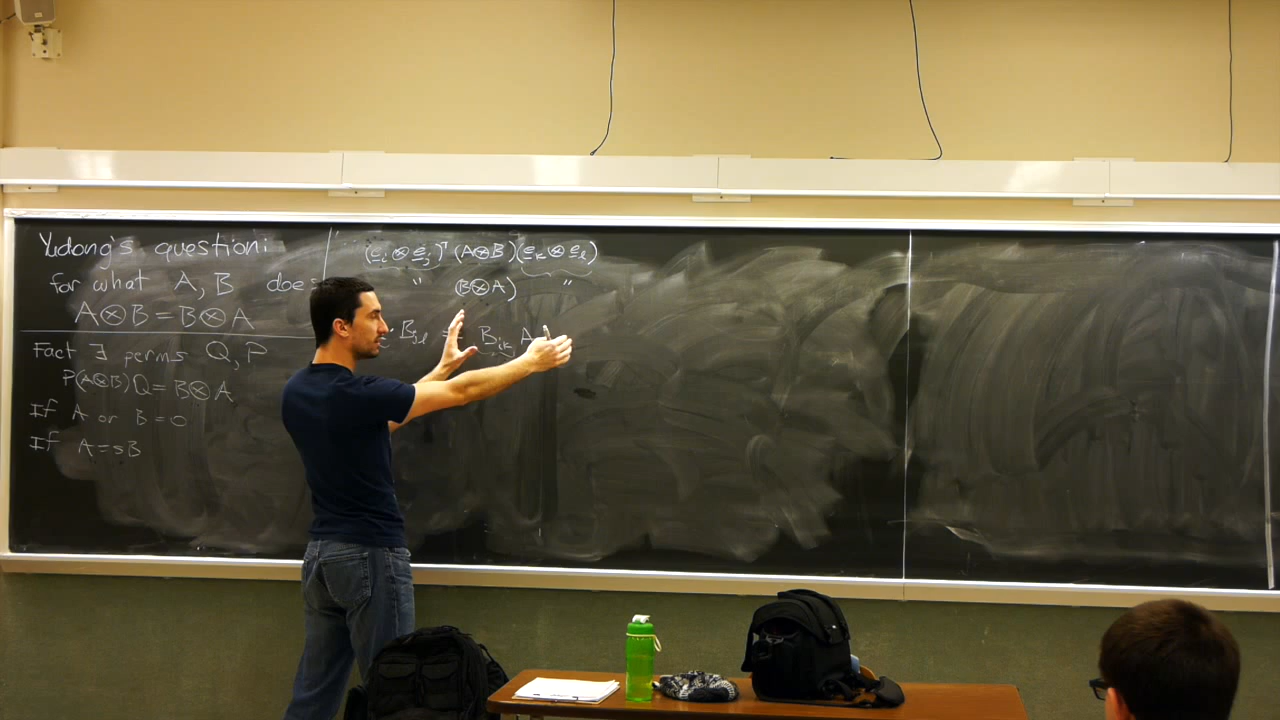 Yudong's question:
for what A, B does
A⊗B = B⊗A
Fact ∃ perms Q, P
P(A⊗B)Q = B⊗A
If A or B = 0
If A = sB
(e_i ⊗ e_j)^T (A⊗B)(e_k ⊗ e_l)
" (B⊗A) "
B_jl = B_ik A